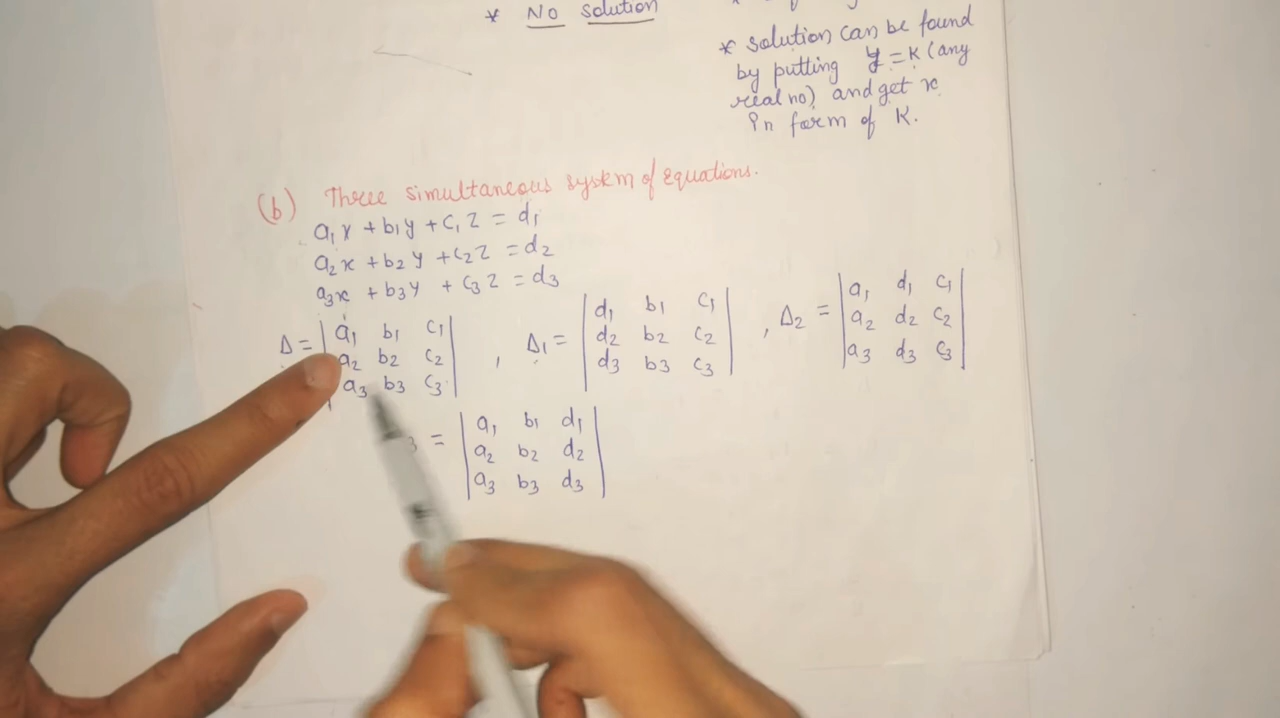 * No solution
* solution can be found
by putting y = K (any
real no) and get x
in form of K.
(b) Three simultaneous system of equations.
a₁x + b₁y + c₁z = d₁
a₂x + b₂y + c₂z = d₂
a₃x + b₃y + c₃z = d₃
Δ = | a₁ b₁ c₁ | , Δ₁ = | d₁ b₁ c₁ | , Δ₂ = | a₁ d₁ c₁ |
| a₂ b₂ c₂ | | d₂ b₂ c₂ | | a₂ d₂ c₂ |
| a₃ b₃ c₃ | | d₃ b₃ c₃ | | a₃ d₃ c₃ |
₃ = | a₁ b₁ d₁ |
| a₂ b₂ d₂ |
| a₃ b₃ d₃ |